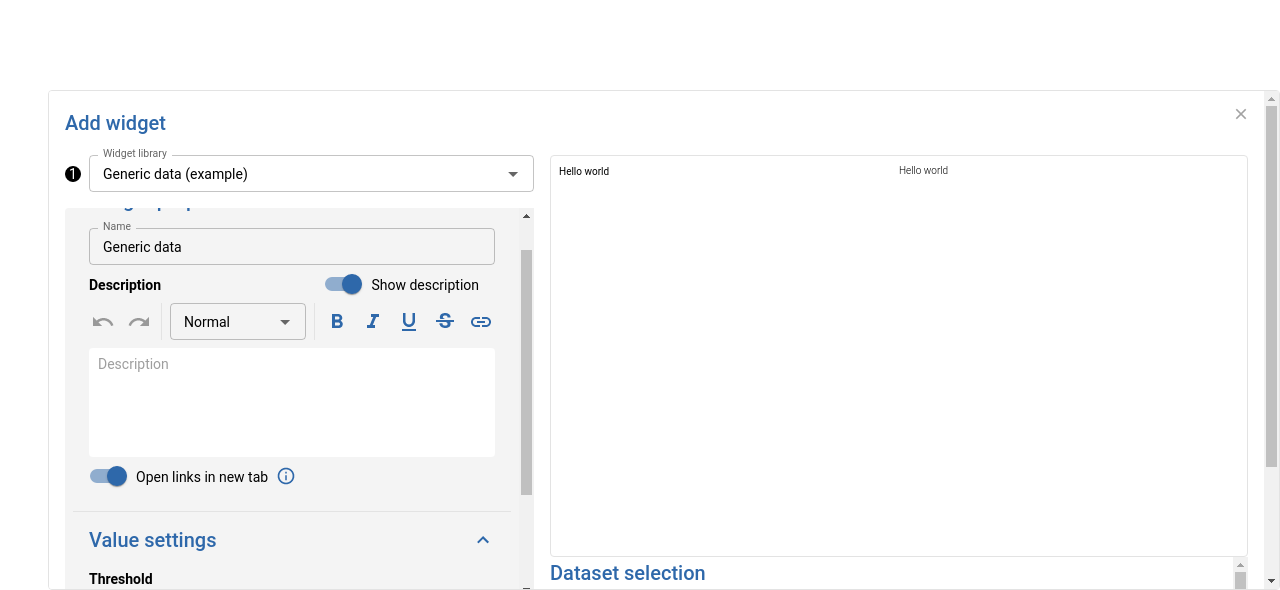 Add widget
Widget library
1 Generic data (example)
Name
Generic data
Description Show description
Normal B I U S
Description
Open links in new tab
Value settings
Threshold
Hello world Hello world
Dataset selection